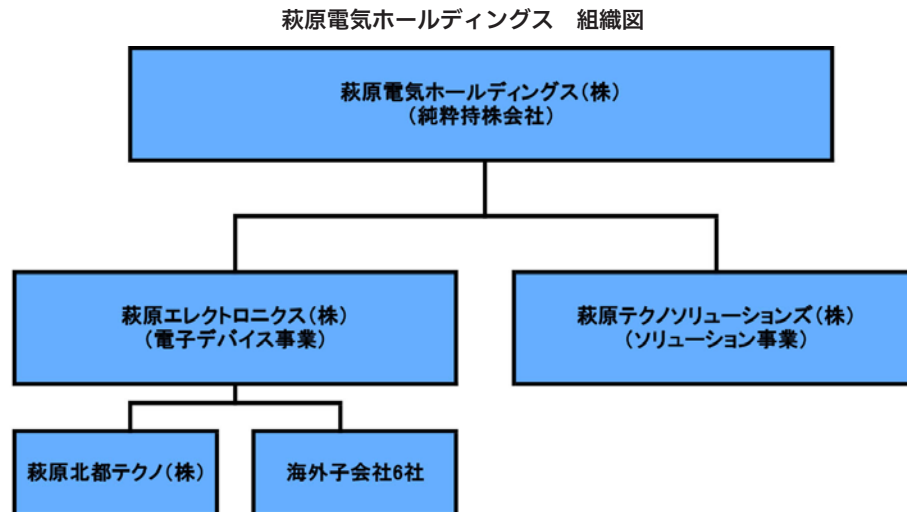 萩原電気ホールディングス　組織図
萩原電気ホールディングス(株)
(純粋持株会社)
萩原エレクトロニクス(株)
(電子デバイス事業)
萩原テクノソリューションズ(株)
(ソリューション事業)
萩原北都テクノ(株)
海外子会社6社